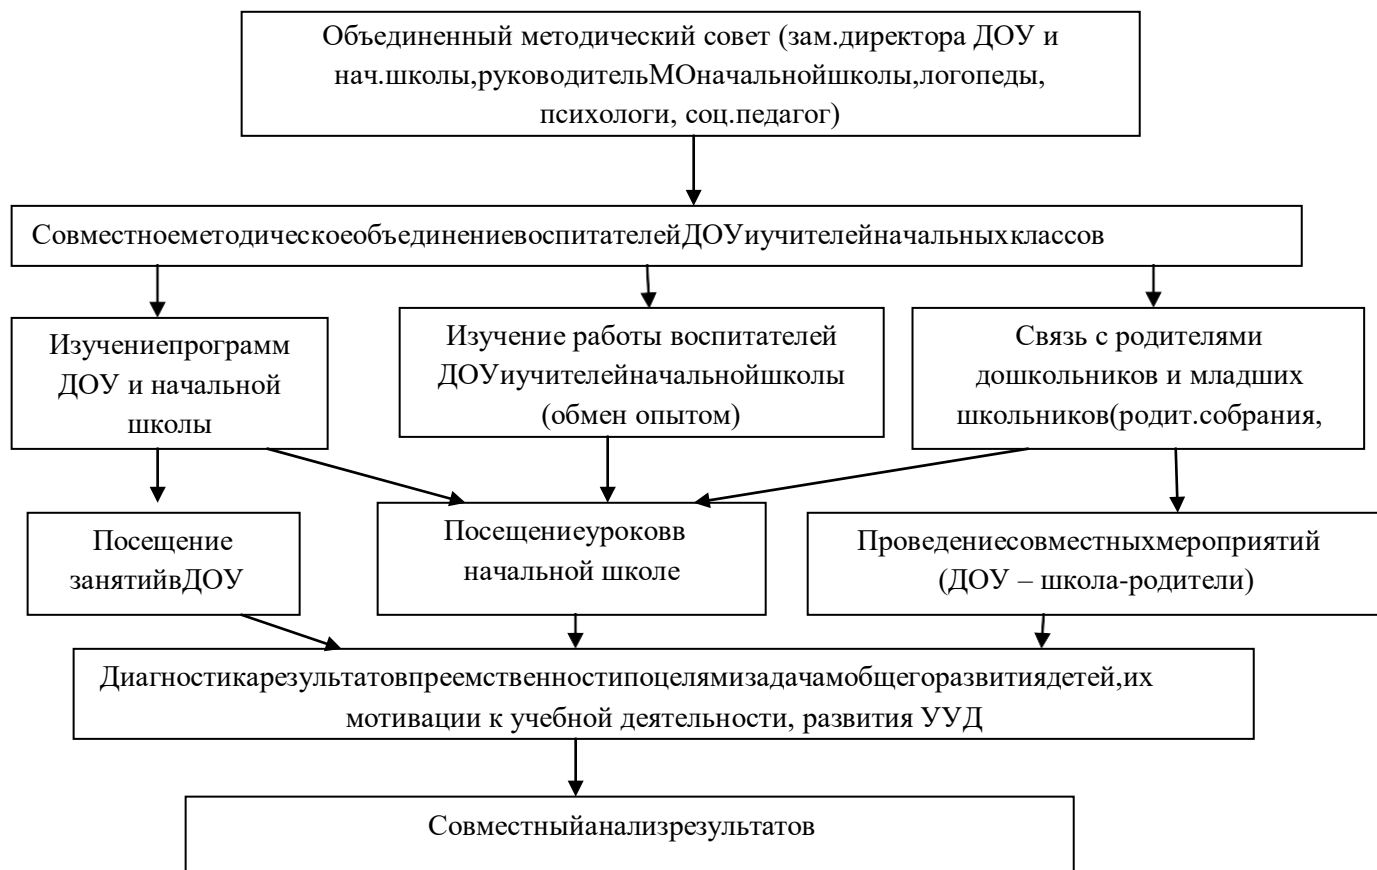 Объединенный методический совет (зам.директора ДОУ и
нач.школы,руководительМОначальнойшколы,логопеды,
психологи, соц.педагог)
СовместноеметодическоеобъединениевоспитателейДОУиучителейначальныхклассов
Изучениепрограмм
ДОУ и начальной
школы
Изучение работы воспитателей
ДОУиучителейначальнойшколы
(обмен опытом)
Связь с родителями
дошкольников и младших
школьников(родит.собрания,
Посещение
занятийвДОУ
Посещениеуроковв
начальной школе
Проведениесовместныхмероприятий
(ДОУ – школа-родители)
Диагностикарезультатовпреемственностипоцелямизадачамобщегоразвитиядетей,их
мотивации к учебной деятельности, развития УУД
Совместныйанализрезультатов